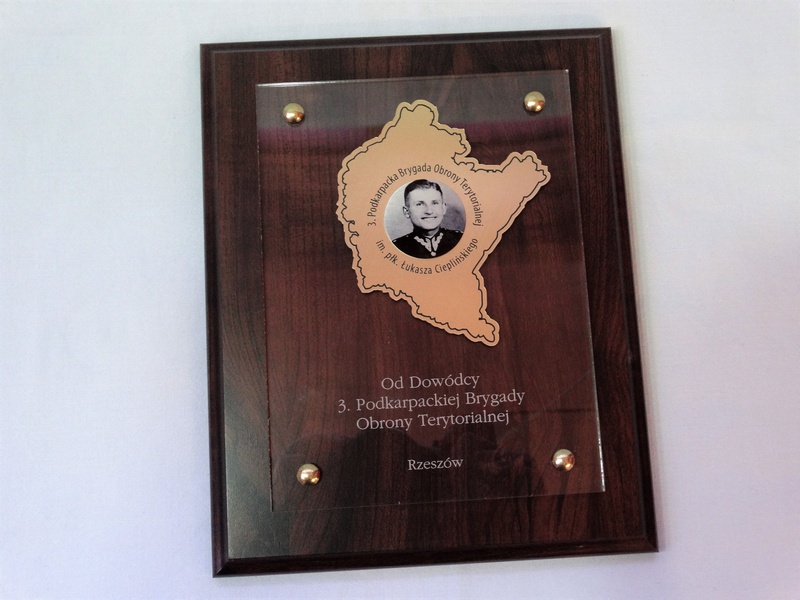 3. Podkarpacka Brygada Obrony Terytorialnej
im. płk. Łukasza Cieplińskiego
Od Dowódcy
3. Podkarpackiej Brygady
Obrony Terytorialnej
Rzeszów